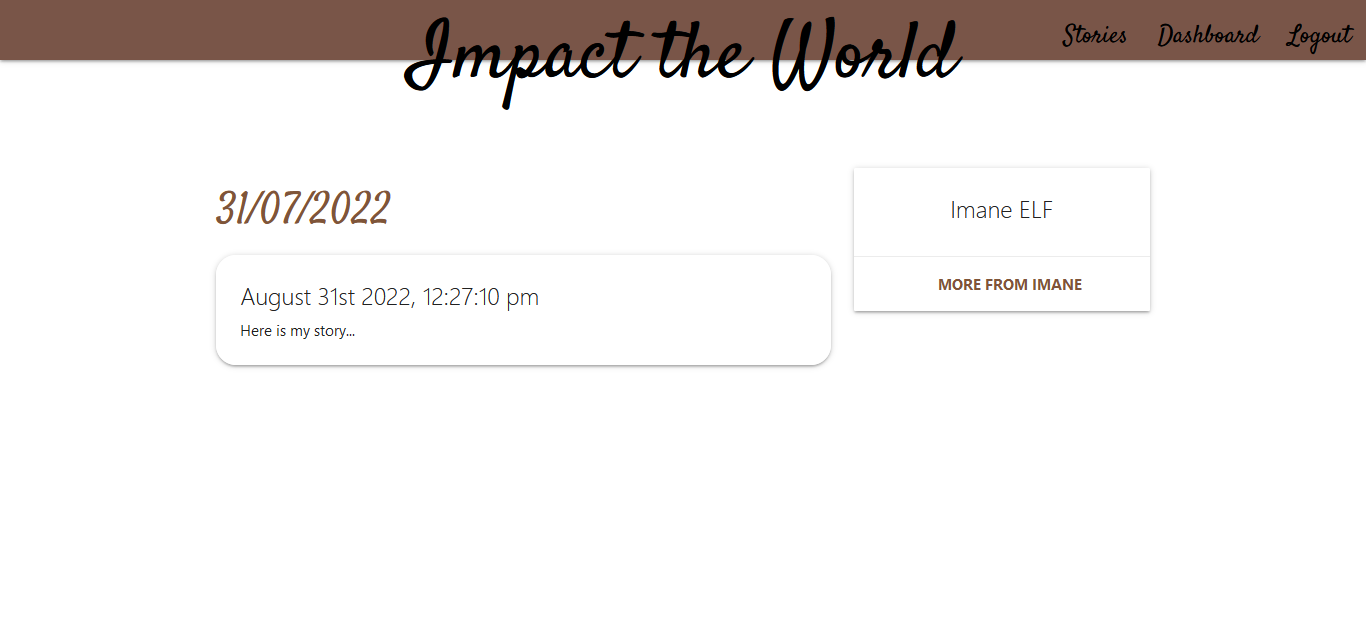 Impact the World
Stories Dashboard Logout
31/07/2022
August 31st 2022, 12:27:10 pm
Here is my story...
Imane ELF
MORE FROM IMANE